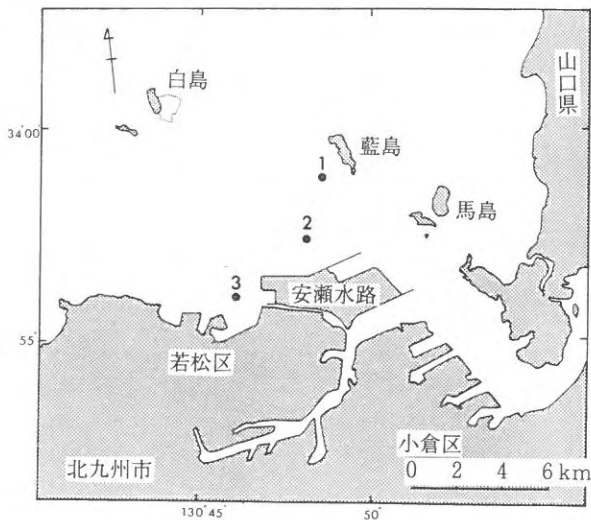 4
白島
山口県
34°00'
1
藍島
馬島
2
3
安瀬水路
55'
若松区
北九州市
小倉区
0 2 4 6 km
130°45'
50'